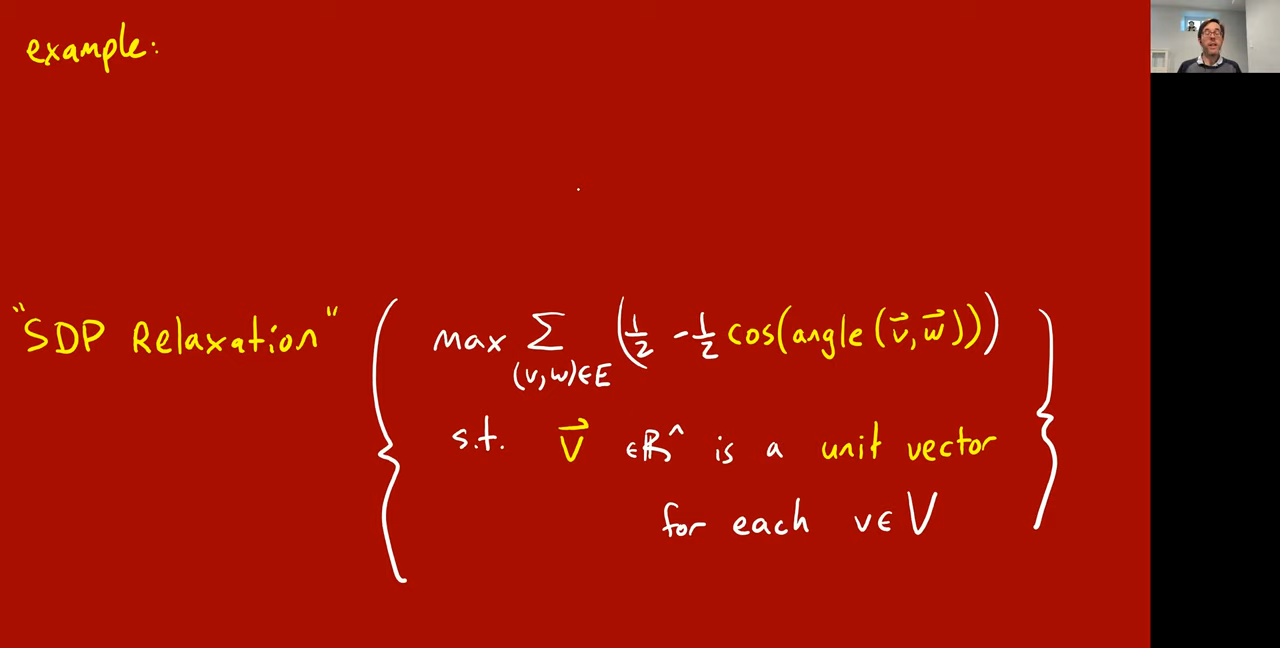 example:
"SDP Relaxation" { max ∑ (1/2 - 1/2 cos(angle(v⃗, w⃗))) }
(v,w)∈E
s.t. v⃗ ∈ℝ^ is a unit vector
for each v∈V